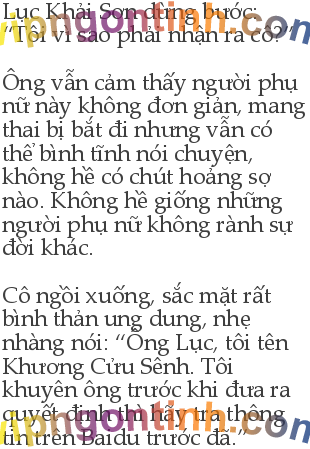 Lục Khải Sơn dừng bước:
“Tôi vì sao phải nhận ra cô?”
vipngontinh.com
Ông vẫn cảm thấy người phụ
nữ này không đơn giản, mang
thai bị bắt đi nhưng vẫn có
thể bình tĩnh nói chuyện,
không hề có chút hoảng sợ
nào. Không hề giống những
người phụ nữ không rành sự
đời khác.
Cô ngồi xuống, sắc mặt rất
bình thản ung dung, nhẹ
nhàng nói: “Ông Lục, tôi tên
Khương Cửu Sênh. Tôi
khuyên ông trước khi đưa ra
quyết định thì hãy tra thông
tin trên Baidu trước đã.”
vipngontinh.com